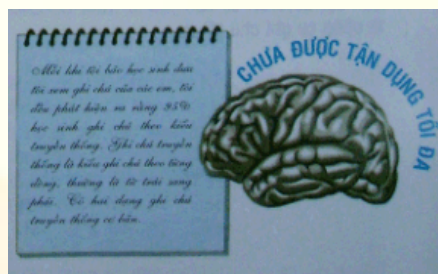 Mỗi khi tôi bảo học sinh đưa
tôi xem ghi chú của các em, tôi
đều phát hiện ra rằng 95%
học sinh ghi chú theo kiểu
truyền thống. Ghi chú truyền
thống là kiểu ghi chú theo từng
dòng, thường là từ trái sang
phải. Có hai dạng ghi chú
truyền thống cơ bản.
CHƯA ĐƯỢC TẬN DỤNG TỐI ĐA